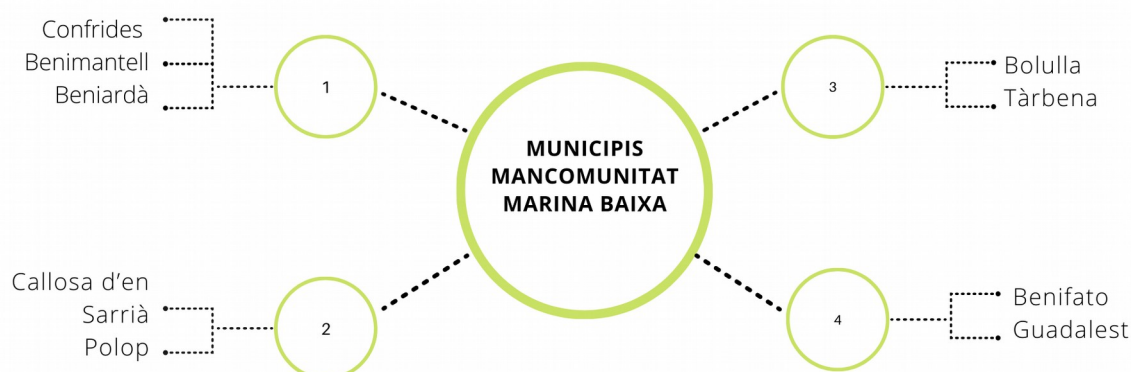 Confrides
Benimantell
Beniardà
1
MUNICIPIS
MANCOMUNITAT
MARINA BAIXA
3
Bolulla
Tàrbena
Callosa d’en
Sarrià
Polop
2
4
Benifato
Guadalest